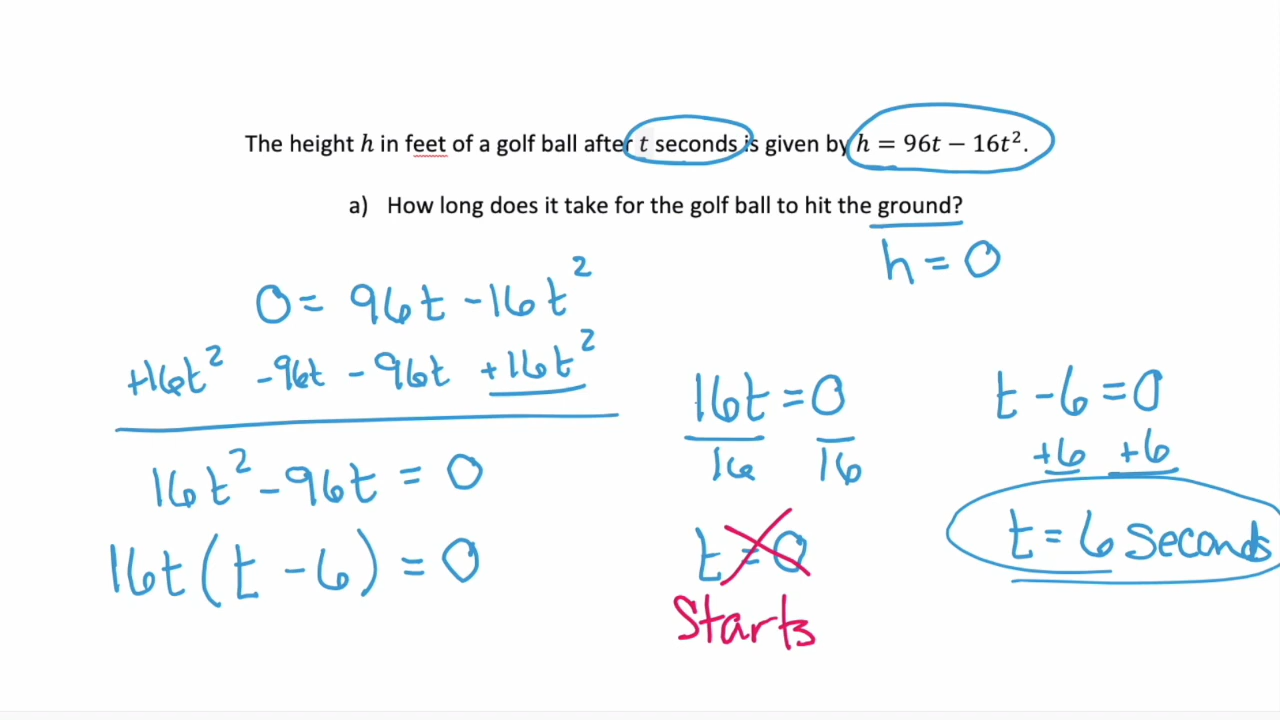 The height h in feet of a golf ball after t seconds is given by h = 96t − 16t².
a) How long does it take for the golf ball to hit the ground?
h = 0
0 = 96t - 16t²
+16t² - 96t - 96t + 16t²
16t² - 96t = 0
16t (t - 6) = 0
16t = 0
16 16
t = 0
Starts
t - 6 = 0
+6 +6
t = 6 Seconds